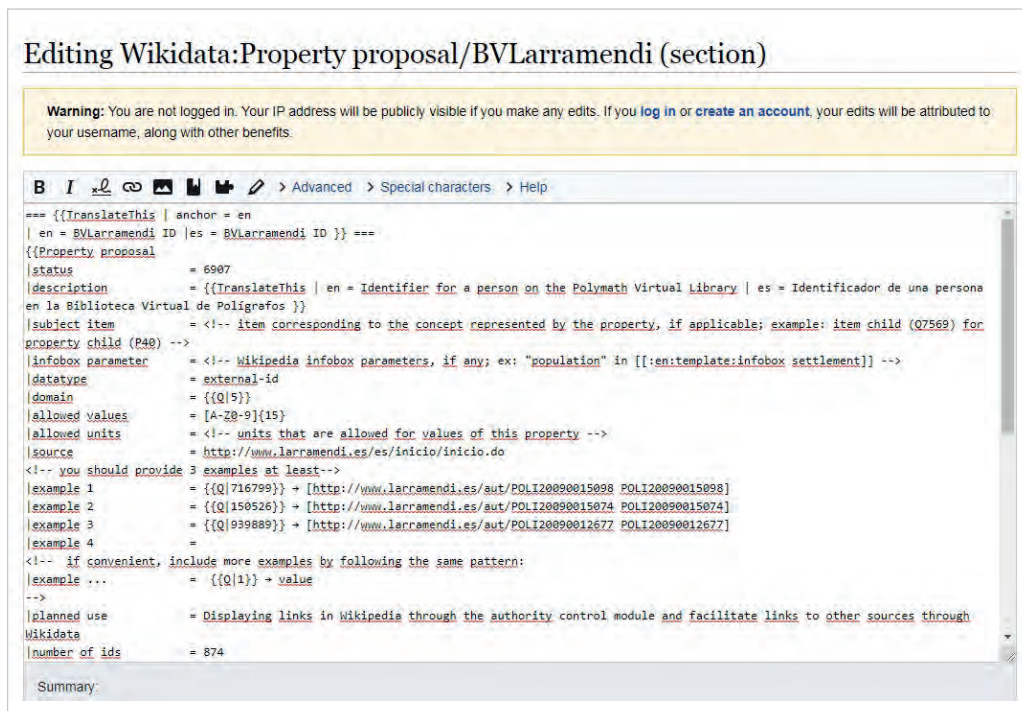 Editing Wikidata:Property proposal/BVLarramendi (section)
Warning: You are not logged in. Your IP address will be publicly visible if you make any edits. If you log in or create an account, your edits will be attributed to
your username, along with other benefits.
B I Advanced Special characters Help
=== {{TranslateThis | anchor = en
| en = BVLarramendi ID |es = BVLarramendi ID }} ===
{{Property proposal
|status = 6907
|description = {{TranslateThis | en = Identifier for a person on the Polymath Virtual Library | es = Identificador de una persona
en la Biblioteca Virtual de Polígrafos }}
|subject item = <!-- item corresponding to the concept represented by the property, if applicable; example: item child (Q7569) for
property child (P40) -->
|infobox parameter = <!-- Wikipedia infobox parameters, if any; ex: "population" in [[:en:template:infobox settlement]] -->
|datatype = external-id
|domain = {{Q|5}}
|allowed values = [A-Z0-9]{15}
|allowed units = <!-- units that are allowed for values of this property -->
|source = http://www.larramendi.es/es/inicio/inicio.do
<!-- you should provide 3 examples at least-->
|example 1 = {{Q|716799}} → [http://www.larramendi.es/aut/POLI20090015098 POLI20090015098]
|example 2 = {{Q|150526}} → [http://www.larramendi.es/aut/POLI20090015074 POLI20090015074]
|example 3 = {{Q|939889}} → [http://www.larramendi.es/aut/POLI20090012677 POLI20090012677]
|example 4 =
<!-- if convenient, include more examples by following the same pattern:
|example ... = {{Q|1}} → value
-->
|planned use = Displaying links in Wikipedia through the authority control module and facilitate links to other sources through
Wikidata
|number of ids = 874
Summary: